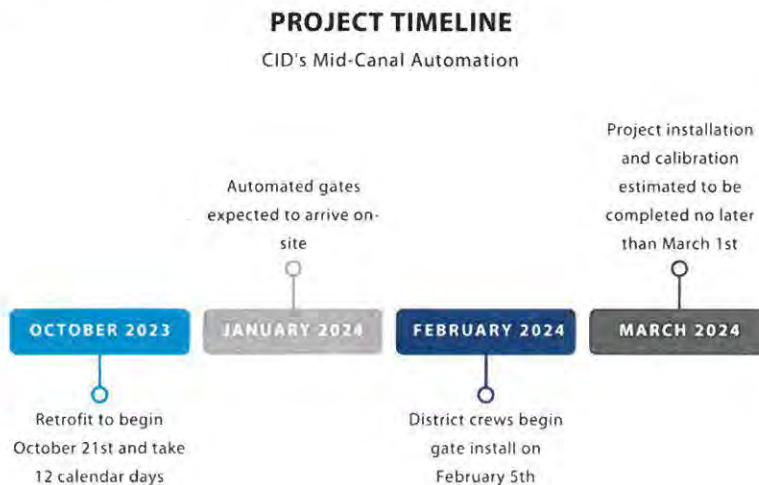 PROJECT TIMELINE
CID's Mid-Canal Automation
Project installation
and calibration
estimated to be
completed no later
than March 1st
Automated gates
expected to arrive on-
site
OCTOBER 2023
JANUARY 2024
FEBRUARY 2024
MARCH 2024
Retrofit to begin
October 21st and take
12 calendar days
District crews begin
gate install on
February 5th